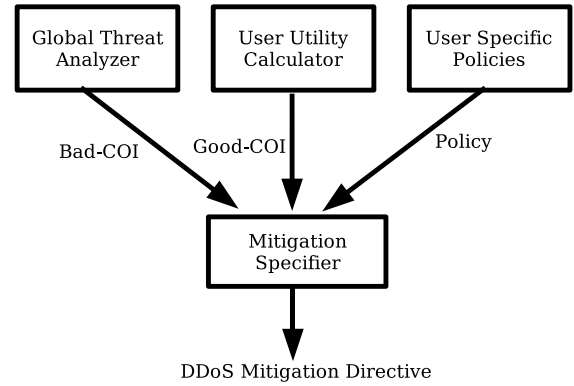 Global Threat
Analyzer
User Utility
Calculator
User Specific
Policies
Bad-COI
Good-COI
Policy
Mitigation
Specifier
DDoS Mitigation Directive